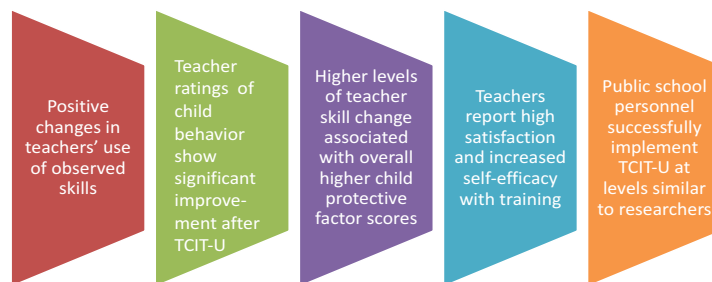 Positive
changes in
teachers' use
of observed
skills
Teacher
ratings of
child
behavior
show
significant
improve-
ment after
TCIT-U
Higher levels
of teacher
skill change
associated
with overall
higher child
protective
factor scores
Teachers
report high
satisfaction
and increased
self-efficacy
with training
Public school
personnel
successfully
implement
TCIT-U at
levels similar
to researchers